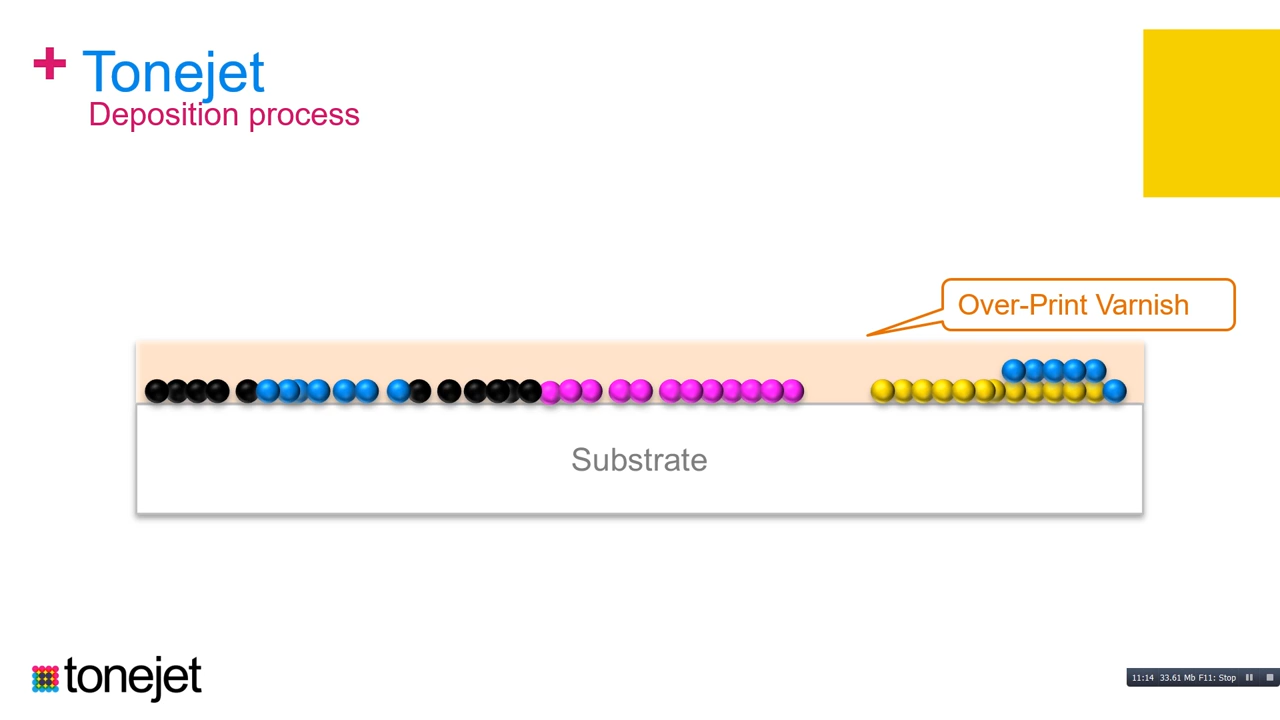 + Tonejet
Deposition process
Over-Print Varnish
Substrate
tonejet
11:14 33.61 Mb F11: Stop